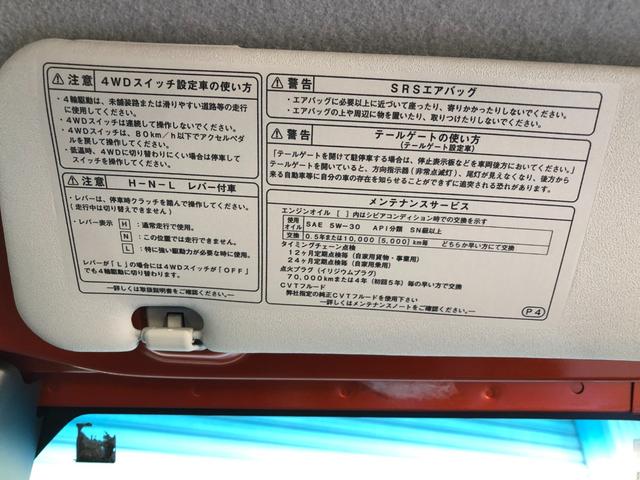 注意 4WDスイッチ設定車の使い方
・4輪駆動は、未舗装路または滑りやすい道路等の走行
に使用してください。
・4WDスイッチは連続して操作しないでください。
・4WDスイッチは、80km/h以下でアクセルペダ
ルを戻して操作してください。
・低温時、4WDに切り替わりにくい場合は停車して
スイッチを操作してください。
注意 H-N-L レバー付車
・レバーは、停車時クラッチを踏んで操作してください。
(走行中は切り替えできません)
・レバー表示 H : 通常走行で使用。
N : この位置では走行できません。
L : 特に強い駆動力が必要な時に使用。
レバーが「L」の場合には4WDスイッチが「OFF」
でも4輪駆動になります。
―詳しくは取扱説明書をご確認ください。―
警告 SRSエアバッグ
・エアバッグに必要以上に近づいて座ったり、寄りかかったりしないでください。
・エアバッグの上や周辺に物を置いたり、取りつけたりしないでください。
警告 テールゲートの使い方
(テールゲート設定車)
「テールゲートを開けて駐停車する場合は、停止表示板などを車両後方においてください。」
テールゲートを開いていると、方向指示器(非常点滅灯)、尾灯が見えなくなり、後方から
来る自動車等に自分の車の存在を知らせることができずに追突される恐れがあります。
メンテナンスサービス
エンジンオイル [ ]内はシビアコンディション時での交換を示す
使用オイル SAE 5W-30 API分類 SN級以上
交換 0.5年または10,000 [5,000] km毎 どちらか早い方にて交換
タイミングチェーン点検
12ヶ月定期点検毎(自家用貨物・事業用)
24ヶ月定期点検毎(自家用乗用)
点火プラグ(イリジウムプラグ)
70,000kmまたは4年(初回5年)毎の早い方で交換
CVTフルード
弊社指定の純正CVTフルードを使用下さい
―詳しくはメンテナンスノートをご確認ください。―
P4